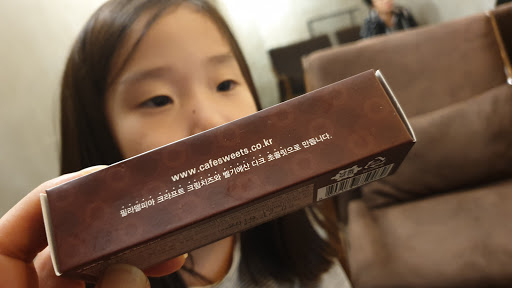 www.cafesweets.co.kr
필라델피아 크라프트 크림치즈와 벨기에산 다크 초콜릿으로 만듭니다.